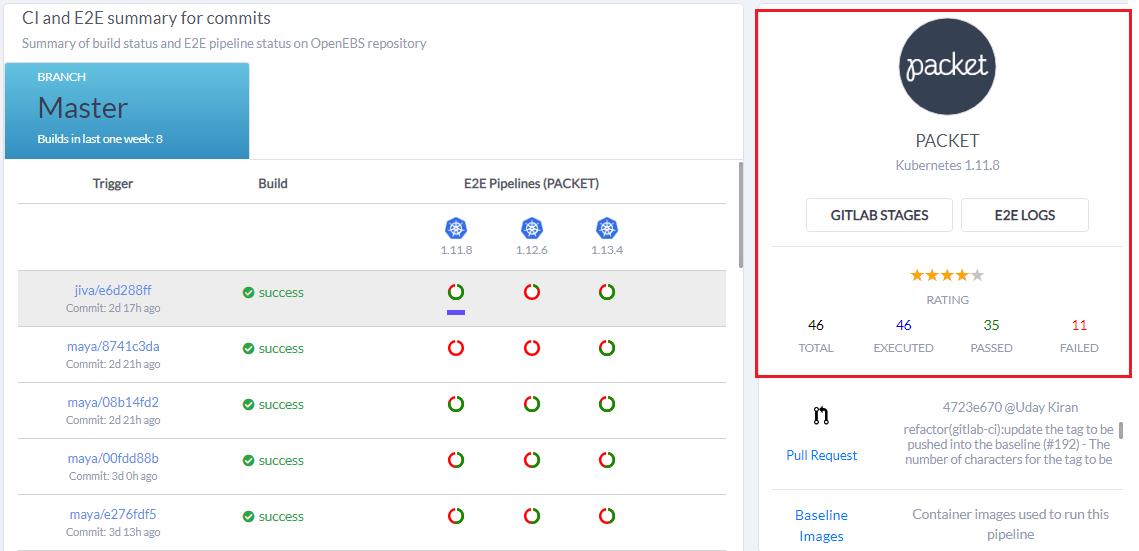 CI and E2E summary for commits
Summary of build status and E2E pipeline status on OpenEBS repository
BRANCH
Master
Builds in last one week: 8
Trigger Build E2E Pipelines (PACKET)
1.11.8 1.12.6 1.13.4
jiva/e6d288ff success
Commit: 2d 17h ago
maya/8741c3da success
Commit: 2d 21h ago
maya/08b14fd2 success
Commit: 2d 21h ago
maya/00fdd88b success
Commit: 3d 0h ago
maya/e276fdf5 success
Commit: 3d 13h ago
packet
PACKET
Kubernetes 1.11.8
GITLAB STAGES E2E LOGS
RATING
46 46 35 11
TOTAL EXECUTED PASSED FAILED
4723e670 @Uday Kiran
refactor(gitlab-ci):update the tag to be
pushed into the baseline (#192) - The
number of characters for the tag to be
Pull Request
Baseline
Images
Container images used to run this
pipeline